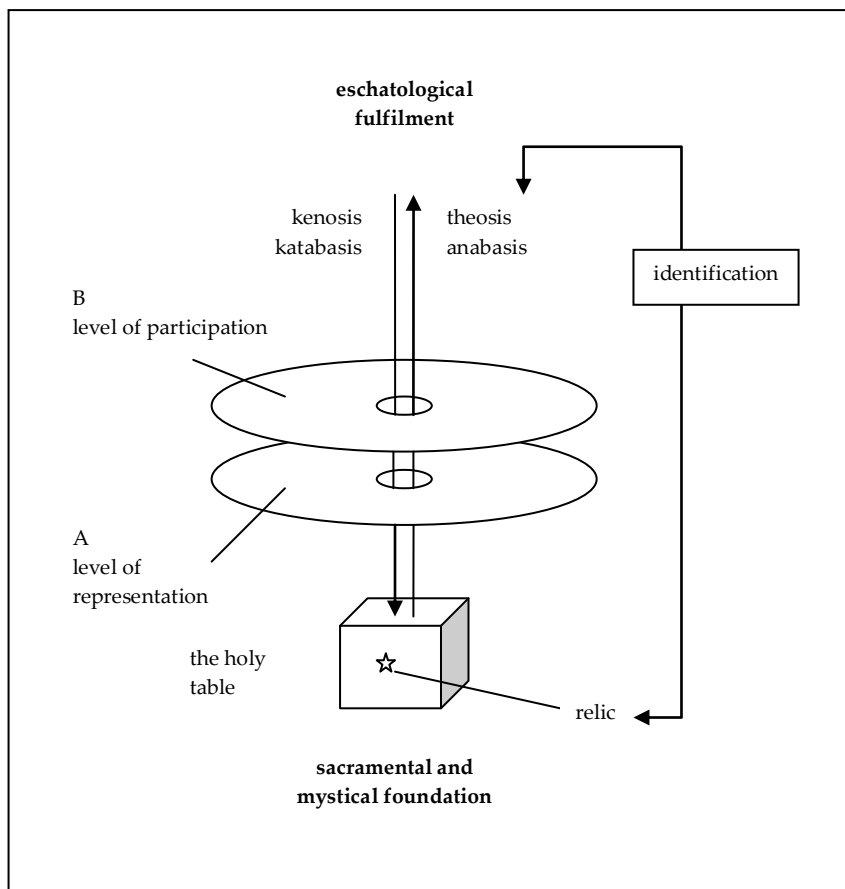 eschatological
fulfilment
kenosis
katabasis
theosis
anabasis
identification
B
level of participation
A
level of
representation
the holy
table
relic
sacramental and
mystical foundation